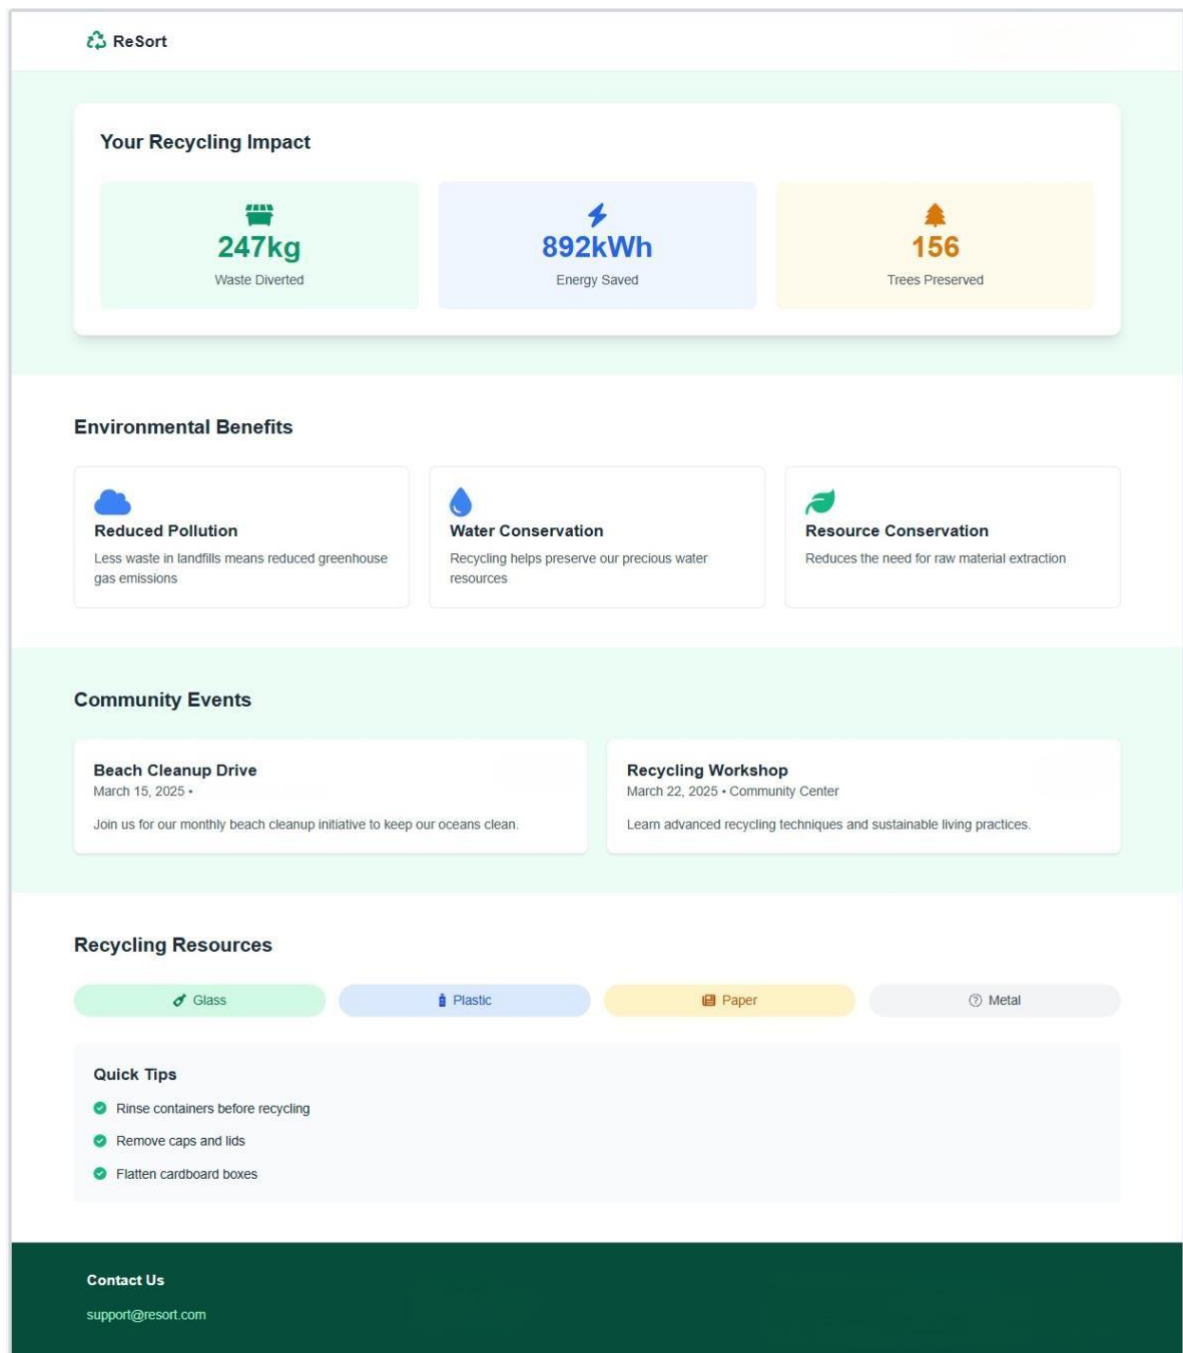 ReSort
Your Recycling Impact
247kg
Waste Diverted
892kWh
Energy Saved
156
Trees Preserved
Environmental Benefits
Reduced Pollution
Less waste in landfills means reduced greenhouse
gas emissions
Water Conservation
Recycling helps preserve our precious water
resources
Resource Conservation
Reduces the need for raw material extraction
Community Events
Beach Cleanup Drive
March 15, 2025 •
Join us for our monthly beach cleanup initiative to keep our oceans clean.
Recycling Workshop
March 22, 2025 • Community Center
Learn advanced recycling techniques and sustainable living practices.
Recycling Resources
Glass
Plastic
Paper
Metal
Quick Tips
Rinse containers before recycling
Remove caps and lids
Flatten cardboard boxes
Contact Us
support@resort.com